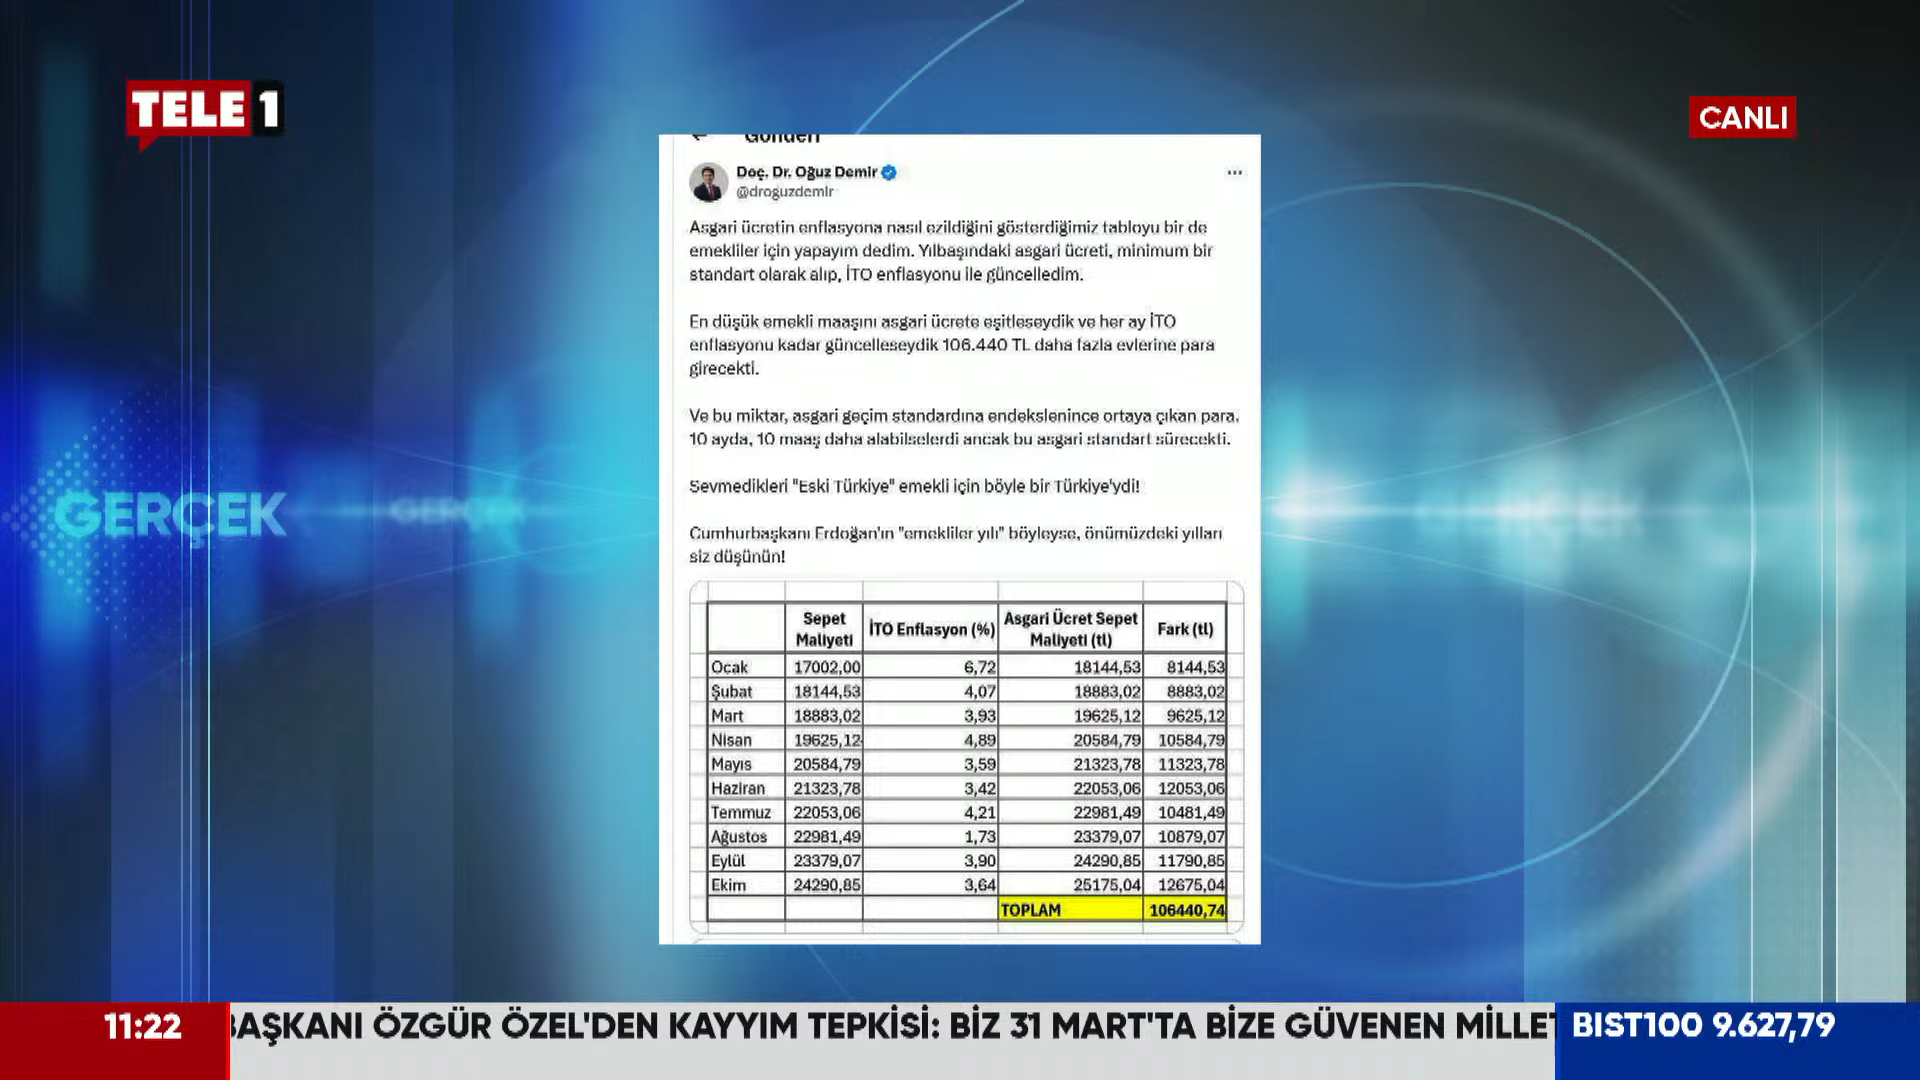 TELE 1
CANLI
Gönderi
Doç. Dr. Oğuz Demir
@droguzdemir
Asgari ücretin enflasyona nasıl ezildiğini gösterdiğimiz tabloyu bir de
emekliler için yapayım dedim. Yılbaşındaki asgari ücreti, minimum bir
standart olarak alıp, İTO enflasyonu ile güncelledim.
En düşük emekli maaşını asgari ücrete eşitleseydik ve her ay İTO
enflasyonu kadar güncelleseydik 106.440 TL daha fazla evlerine para
girecekti.
Ve bu miktar, asgari geçim standardına endekslenince ortaya çıkan para.
10 ayda, 10 maaş daha alabilselerdi ancak bu asgari standart sürecekti.
Sevmedikleri "Eski Türkiye" emekli için böyle bir Türkiye'ydi!
Cumhurbaşkanı Erdoğan'ın "emekliler yılı" böyleyse, önümüzdeki yılları
siz düşünün!
Sepet Maliyeti İTO Enflasyon (%) Asgari Ücret Sepet Maliyeti (tl) Fark (tl)
Ocak 17002,00 6,72 18144,53 8144,53
Şubat 18144,53 4,07 18883,02 8883,02
Mart 18883,02 3,93 19625,12 9625,12
Nisan 19625,12 4,89 20584,79 10584,79
Mayıs 20584,79 3,59 21323,78 11323,78
Haziran 21323,78 3,42 22053,06 12053,06
Temmuz 22053,06 4,21 22981,49 10481,49
Ağustos 22981,49 1,73 23379,07 10879,07
Eylül 23379,07 3,90 24290,85 11790,85
Ekim 24290,85 3,64 25175,04 12675,04
TOPLAM 106440,74
GERÇEK
GERÇEK
GERÇEK
11:22
BAŞKANI ÖZGÜR ÖZEL'DEN KAYYIM TEPKİSİ: BİZ 31 MART'TA BİZE GÜVENEN MİLLET
BIST100 9.627,79